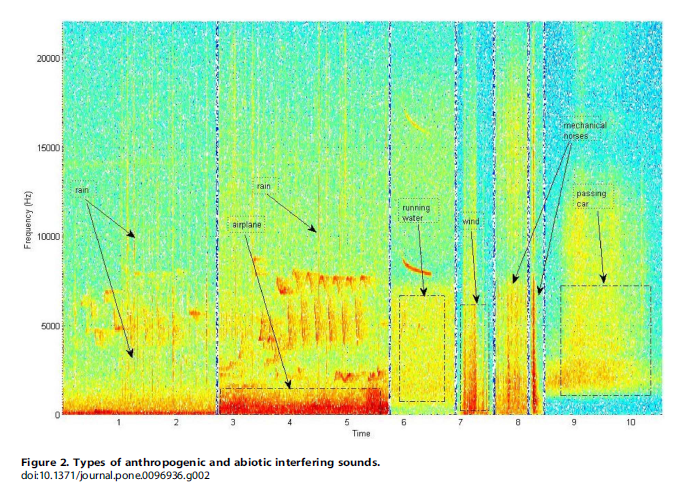 20000
15000
10000
5000
0
Frequency (Hz)
rain
rain
airplane
running
water
wind
mechanical
noises
passing
car
1 2 3 4 5 6 7 8 9 10
Time
Figure 2. Types of anthropogenic and abiotic interfering sounds.
doi:10.1371/journal.pone.0096936.g002